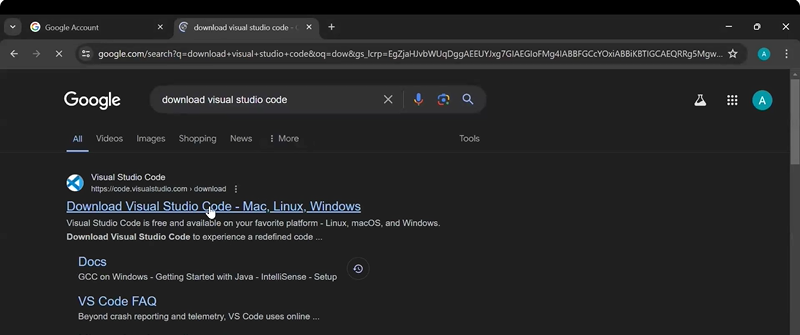 Google Account
download visual studio code - G
google.com/search?q=download+visual+studio+code&oq=dow&gs_lcrp=EgZjaHJvbWUqDggAEEUYJxg7GIAEGIoFMg4IABBFGCcYOxiABBiKBTIGCAEQRRg5Mgw...
A
Google
download visual studio code
A
All Videos Images Shopping News More Tools
Visual Studio Code
https://code.visualstudio.com › download
Download Visual Studio Code - Mac, Linux, Windows
Visual Studio Code is free and available on your favorite platform - Linux, macOS, and Windows.
Download Visual Studio Code to experience a redefined code ...
Docs
GCC on Windows - Getting Started with Java - IntelliSense - Setup
VS Code FAQ
Beyond crash reporting and telemetry, VS Code uses online ...